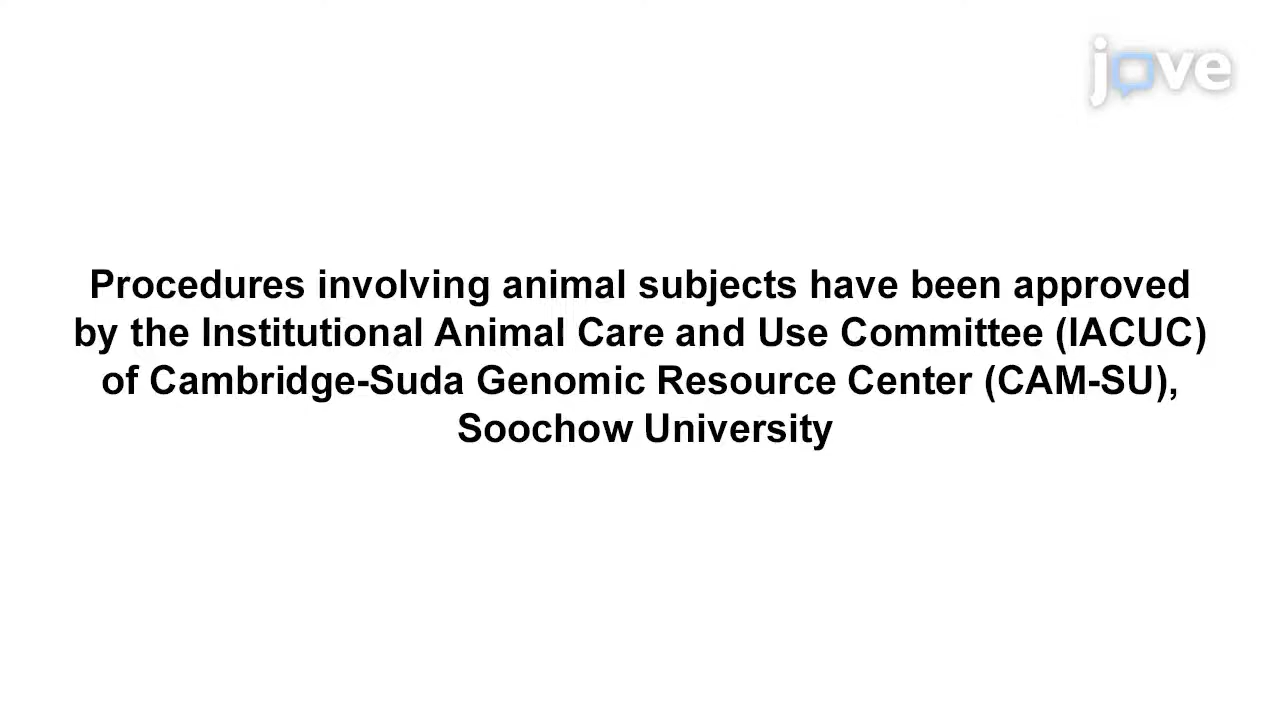 jove
Procedures involving animal subjects have been approved
by the Institutional Animal Care and Use Committee (IACUC)
of Cambridge-Suda Genomic Resource Center (CAM-SU),
Soochow University